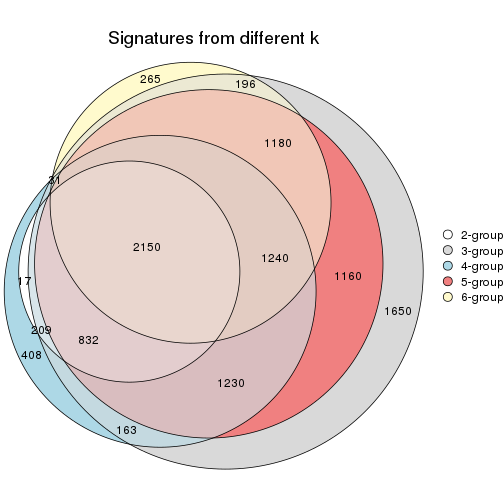 Signatures from different k
265
196
1180
31
2150
1240
1160
17
1650
209
832
408
1230
163
2-group
3-group
4-group
5-group
6-group